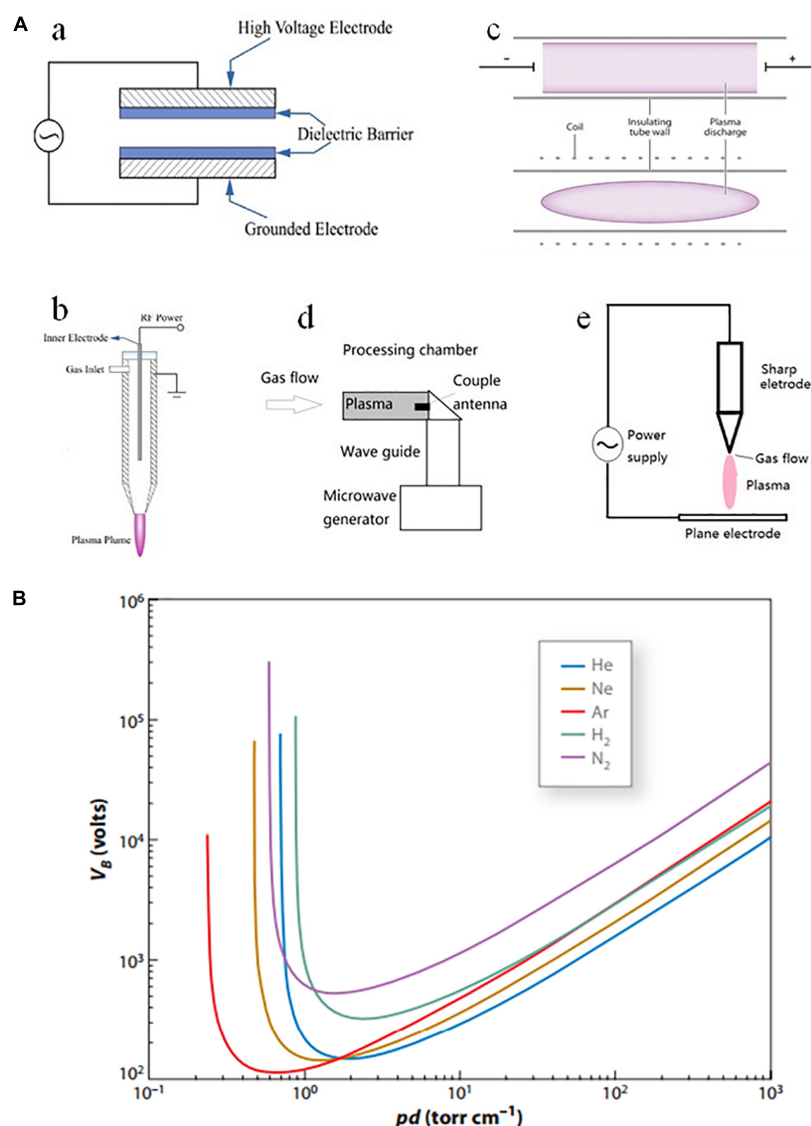 A
a
High Voltage Electrode
Dielectric Barrier
Grounded Electrode
c
-
+
Coil
Insulating
tube wall
Plasma
discharge
b
RF Power
Inner Electrode
Gas Inlet
Plasma Plume
d
Processing chamber
Gas flow
Couple
antenna
Plasma
Wave guide
Microwave
generator
e
Sharp
eletrode
Power
supply
Gas flow
Plasma
Plane electrode
B
10⁶
10⁵
10⁴
10³
10²
V_B (volts)
He
Ne
Ar
H₂
N₂
10⁻¹
10⁰
10¹
10²
10³
pd (torr cm⁻¹)